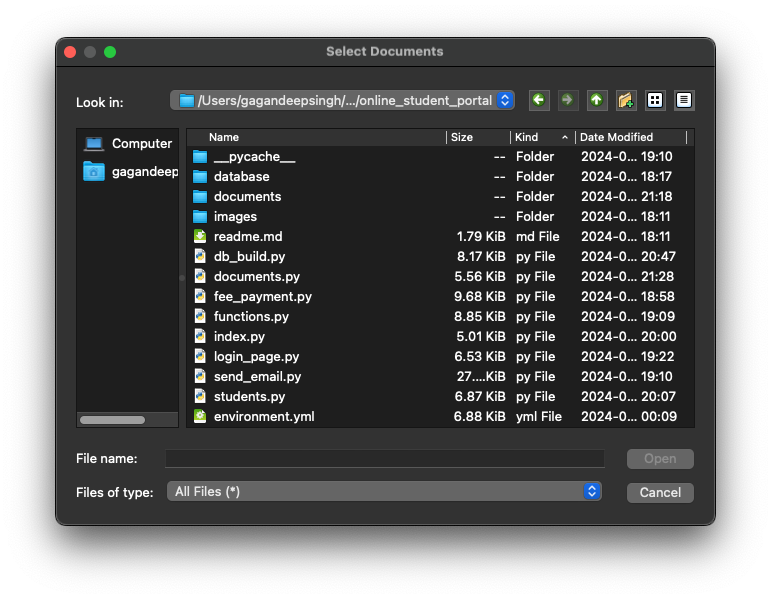 Select Documents
Look in: /Users/gagandeepsingh/.../online_student_portal
Computer
gagandeep
Name Size Kind Date Modified
__pycache__ -- Folder 2024-0... 19:10
database -- Folder 2024-0... 18:17
documents -- Folder 2024-0... 21:18
images -- Folder 2024-0... 18:11
readme.md 1.79 KiB md File 2024-0... 18:11
db_build.py 8.17 KiB py File 2024-0... 20:47
documents.py 5.56 KiB py File 2024-0... 21:28
fee_payment.py 9.68 KiB py File 2024-0... 18:58
functions.py 8.85 KiB py File 2024-0... 19:09
index.py 5.01 KiB py File 2024-0... 20:00
login_page.py 6.53 KiB py File 2024-0... 19:22
send_email.py 27....KiB py File 2024-0... 19:10
students.py 6.87 KiB py File 2024-0... 20:07
environment.yml 6.88 KiB yml File 2024-0... 00:09
File name: Open
Files of type: All Files (*) Cancel